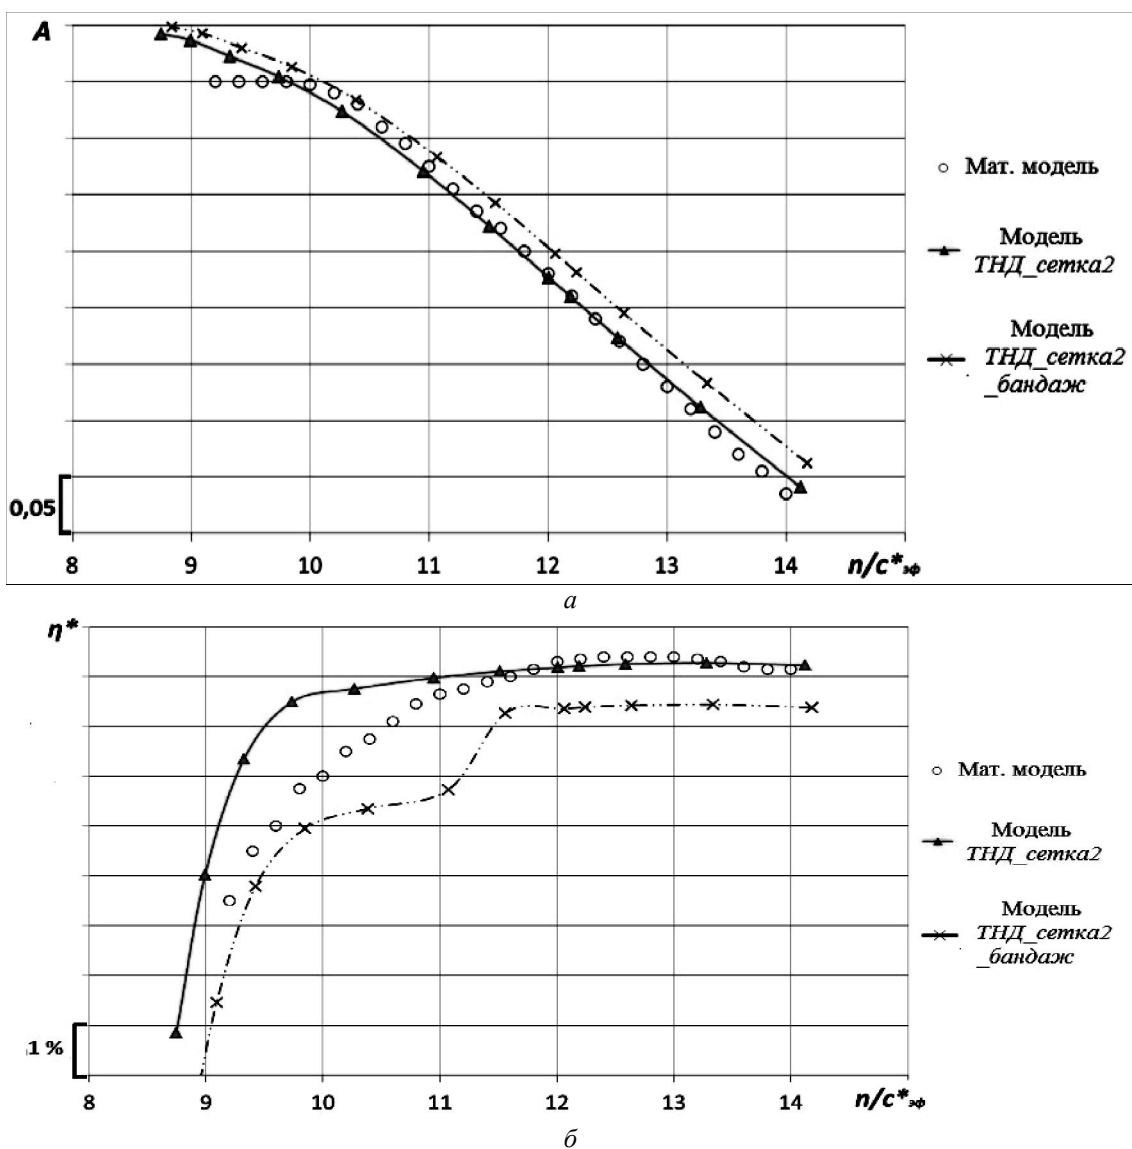 A
Мат. модель
Модель
ТНД_сетка2
Модель
ТНД_сетка2
_бандаж
0,05
8 9 10 11 12 13 14 n/c*эф
а
η*
Мат. модель
Модель
ТНД_сетка2
Модель
ТНД_сетка2
_бандаж
1 %
8 9 10 11 12 13 14 n/c*эф
б